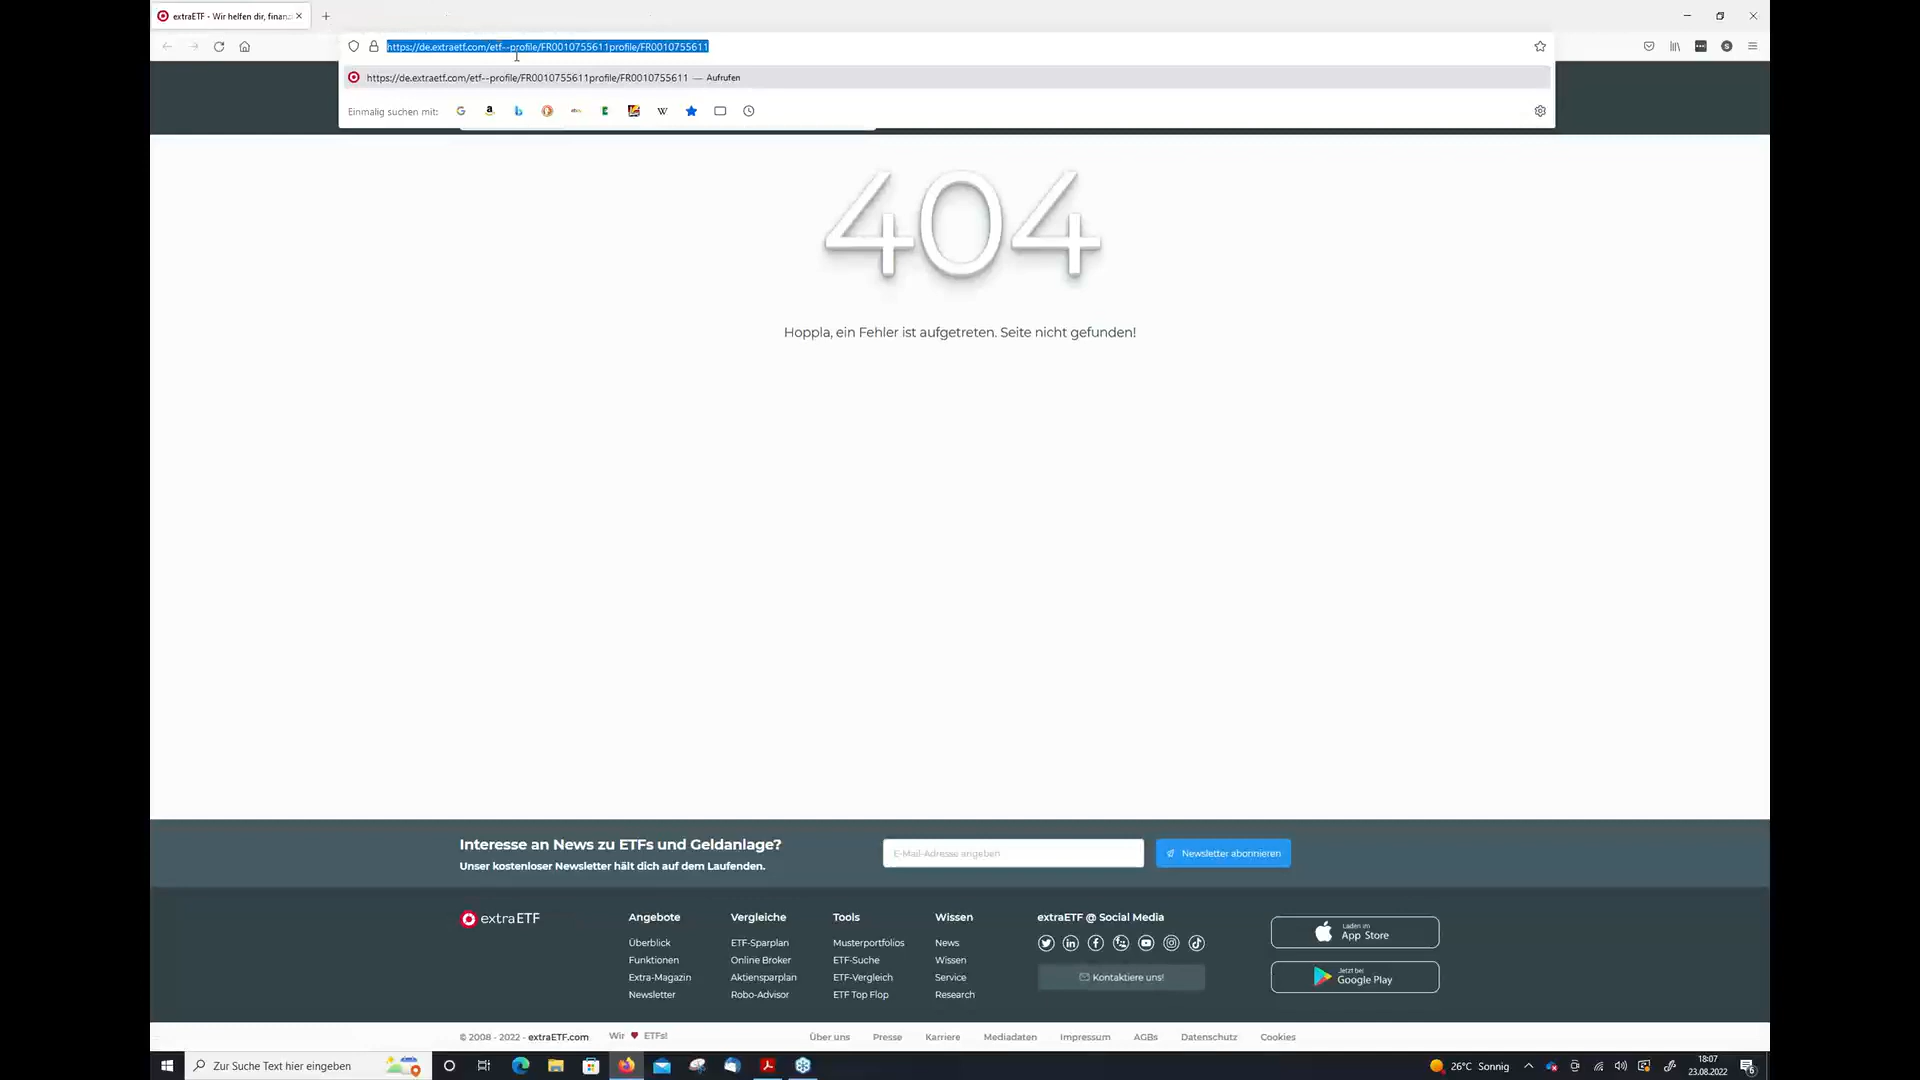 extraETF - Wir helfen dir, finanz
https://de.extraetf.com/etf--profile/FR0010755611profile/FR0010755611
https://de.extraetf.com/etf--profile/FR0010755611profile/FR0010755611 — Aufrufen
Einmalig suchen mit:
404
Hoppla, ein Fehler ist aufgetreten. Seite nicht gefunden!
Interesse an News zu ETFs und Geldanlage?
Unser kostenloser Newsletter hält dich auf dem Laufenden.
E-Mail-Adresse angeben
Newsletter abonnieren
extraETF
Angebote
Überblick
Funktionen
Extra-Magazin
Newsletter
Vergleiche
ETF-Sparplan
Online Broker
Aktiensparplan
Robo-Advisor
Tools
Musterportfolios
ETF-Suche
ETF-Vergleich
ETF Top Flop
Wissen
News
Wissen
Service
Research
extraETF @ Social Media
Kontaktiere uns!
Laden im
App Store
Jetzt bei
Google Play
© 2008 - 2022 - extraETF.com
Wir ♥ ETFs!
Über uns
Presse
Karriere
Mediadaten
Impressum
AGBs
Datenschutz
Cookies
Zur Suche Text hier eingeben
26°C Sonnig
18:07
23.08.2022